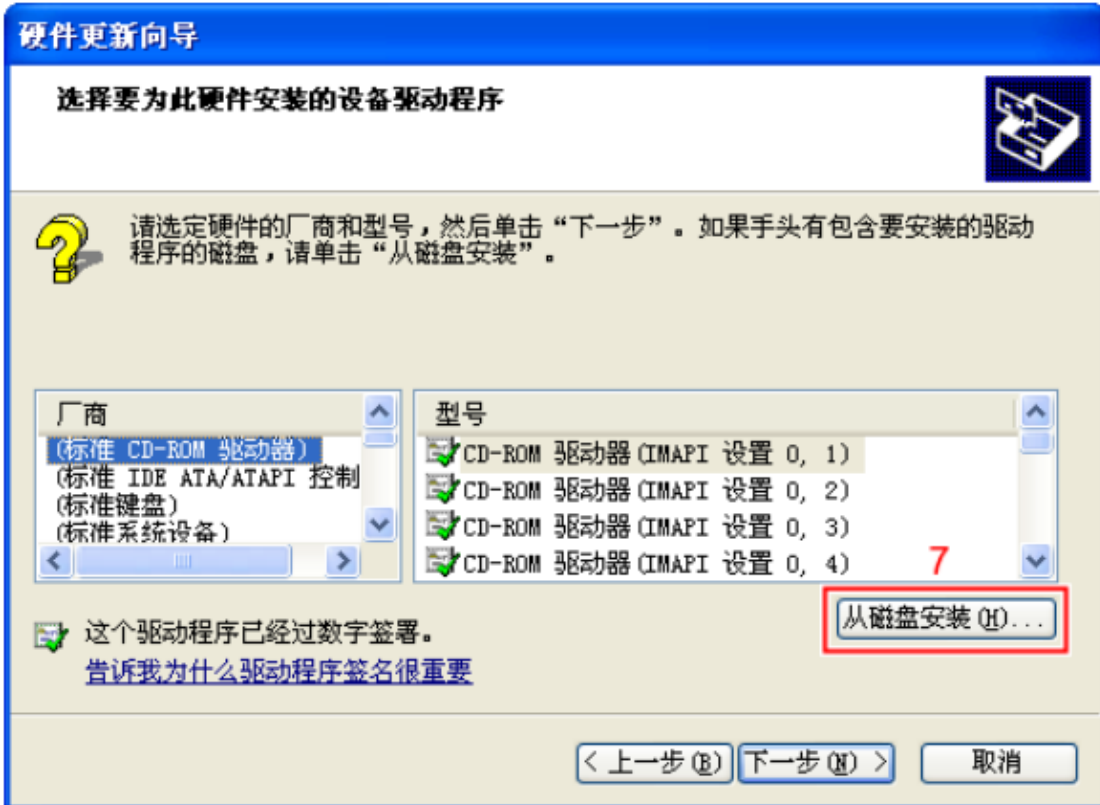 硬件更新向导
选择要为此硬件安装的设备驱动程序
请选定硬件的厂商和型号，然后单击“下一步”。如果手头有包含要安装的驱动
程序的磁盘，请单击“从磁盘安装”。
厂商
(标准 CD-ROM 驱动器)
(标准 IDE ATA/ATAPI 控制
(标准键盘)
(标准系统设备)
型号
CD-ROM 驱动器(IMAPI 设置 0, 1)
CD-ROM 驱动器(IMAPI 设置 0, 2)
CD-ROM 驱动器(IMAPI 设置 0, 3)
CD-ROM 驱动器(IMAPI 设置 0, 4)
7
从磁盘安装(H)...
这个驱动程序已经过数字签署。
告诉我为什么驱动程序签名很重要
< 上一步(B)
下一步(N) >
取消